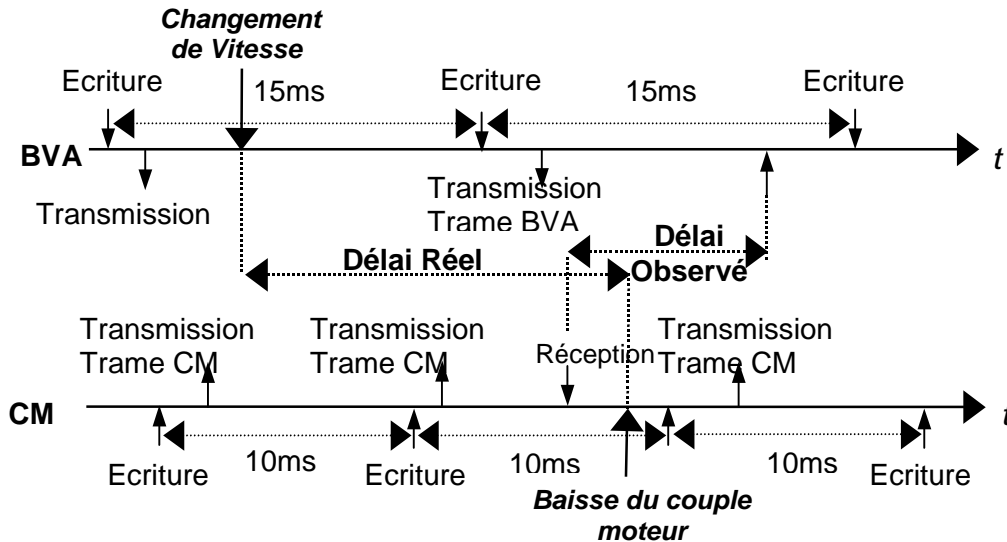 Changement
de Vitesse
Ecriture
15ms
Ecriture
15ms
Ecriture
BVA
t
Transmission
Transmission
Trame BVA
Délai Réel
Délai
Observé
Transmission
Trame CM
Transmission
Trame CM
Réception
Transmission
Trame CM
CM
t
10ms
10ms
10ms
Ecriture
Ecriture
Ecriture
Baisse du couple
moteur